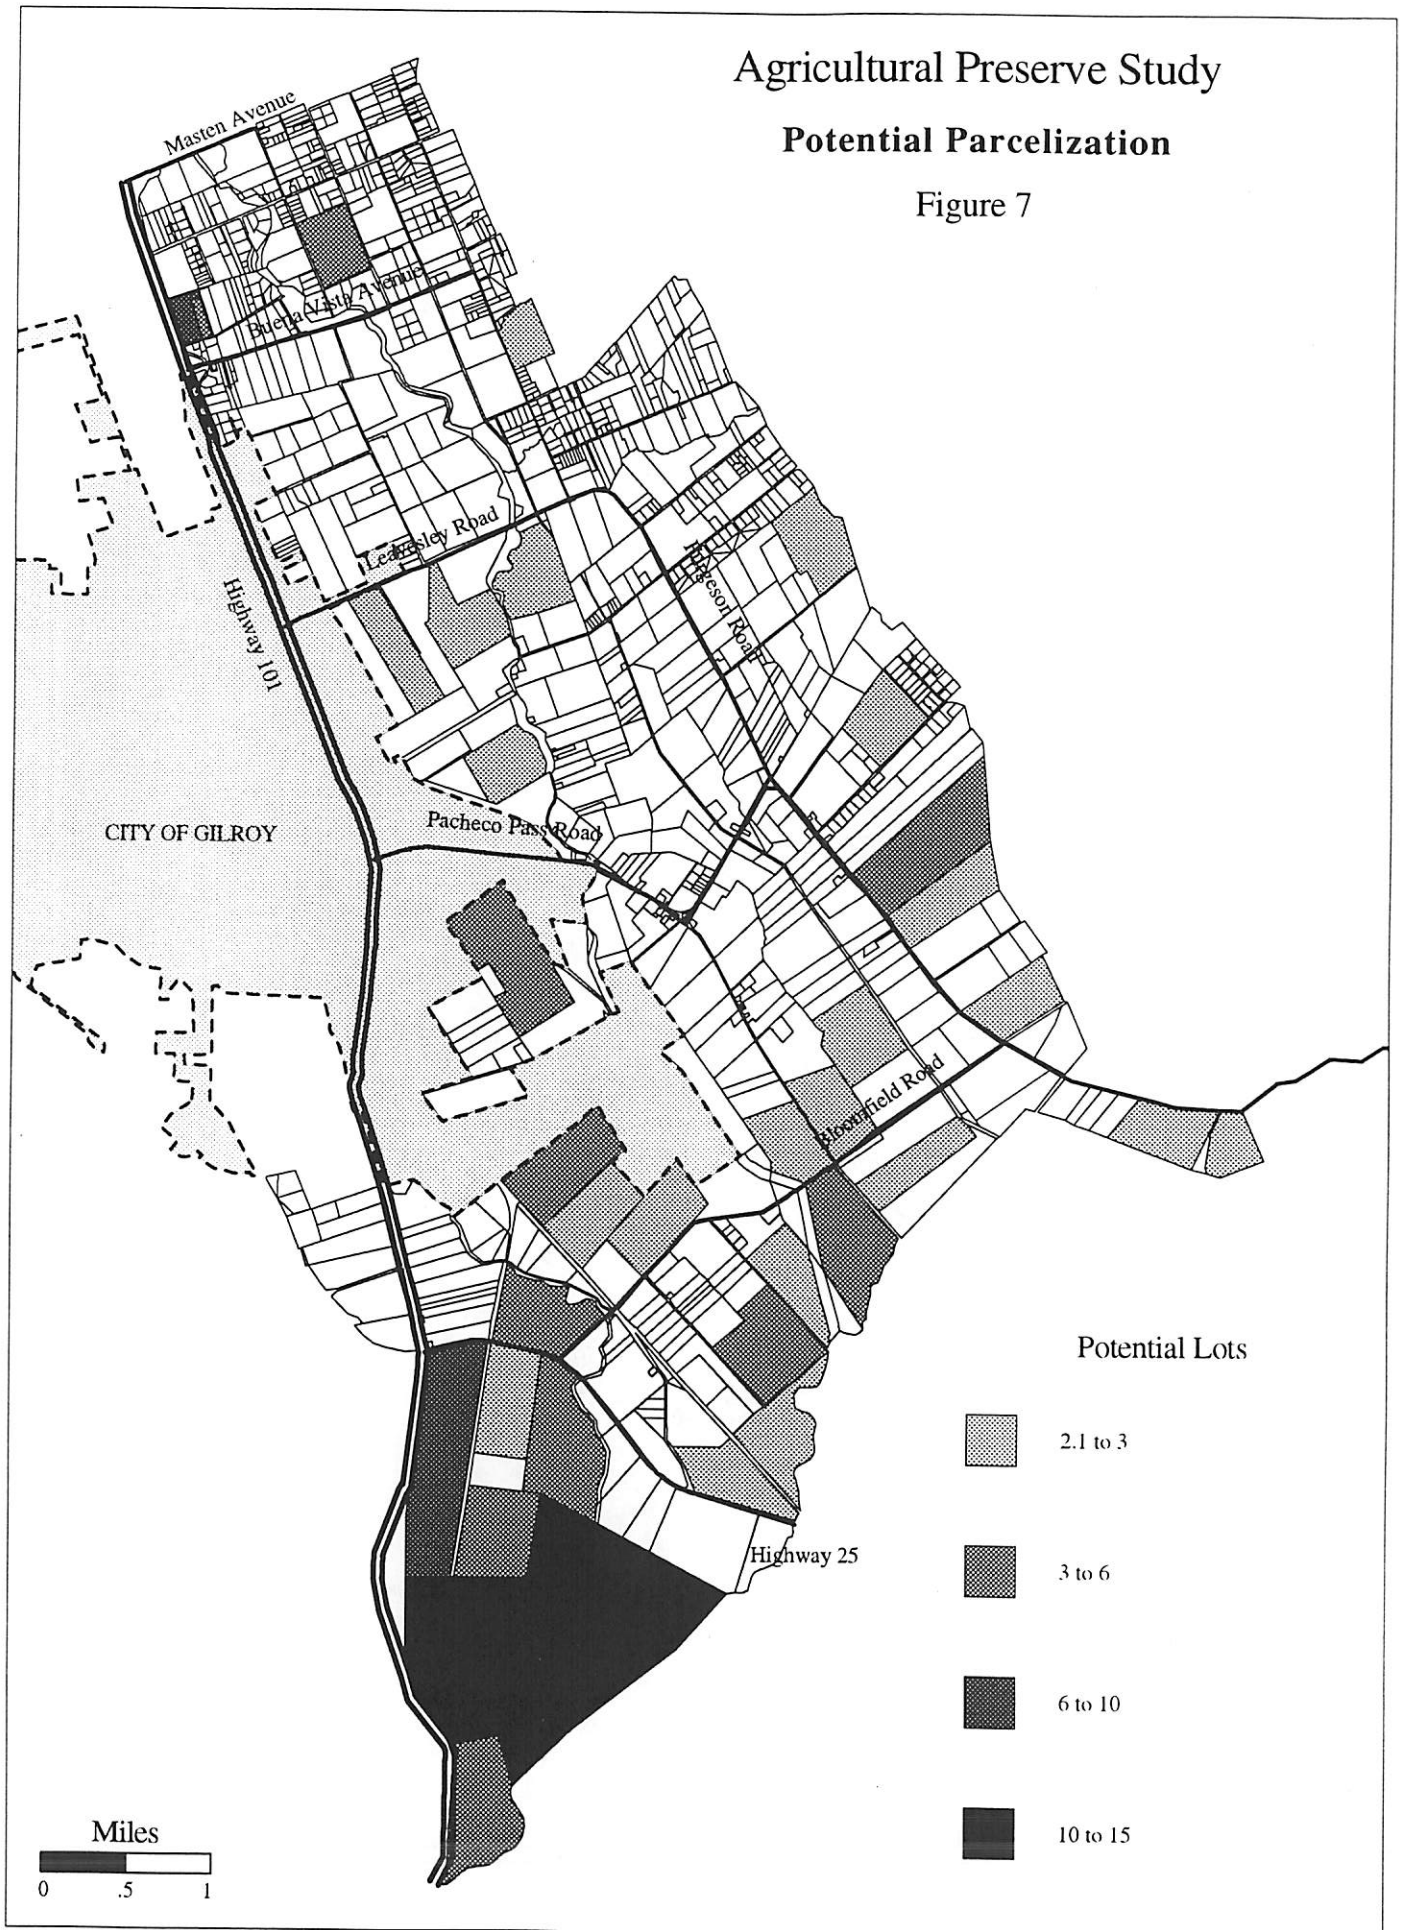 Agricultural Preserve Study
Potential Parcelization
Figure 7
Masten Avenue
Buena Vista Avenue
Leavesley Road
Highway 101
Road
CITY OF GILROY
Pacheco Pass Road
Bloomfield Road
Highway 25
Potential Lots
2.1 to 3
3 to 6
6 to 10
10 to 15
Miles
0 .5 1